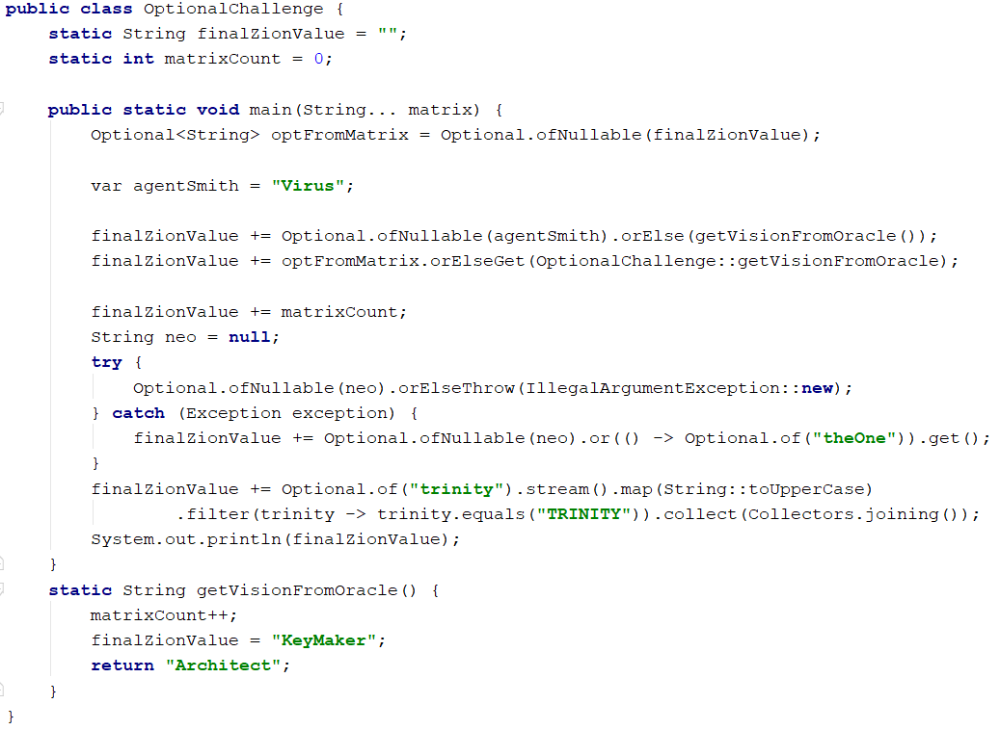 public class OptionalChallenge {
    static String finalZionValue = "";
    static int matrixCount = 0;

    public static void main(String... matrix) {
        Optional<String> optFromMatrix = Optional.ofNullable(finalZionValue);

        var agentSmith = "Virus";

        finalZionValue += Optional.ofNullable(agentSmith).orElse(getVisionFromOracle());
        finalZionValue += optFromMatrix.orElseGet(OptionalChallenge::getVisionFromOracle);

        finalZionValue += matrixCount;
        String neo = null;
        try {
            Optional.ofNullable(neo).orElseThrow(IllegalArgumentException::new);
        } catch (Exception exception) {
            finalZionValue += Optional.ofNullable(neo).or(() -> Optional.of("theOne")).get();
        }
        finalZionValue += Optional.of("trinity").stream().map(String::toUpperCase)
                .filter(trinity -> trinity.equals("TRINITY")).collect(Collectors.joining());
        System.out.println(finalZionValue);
    }
    static String getVisionFromOracle() {
        matrixCount++;
        finalZionValue = "KeyMaker";
        return "Architect";
    }
}